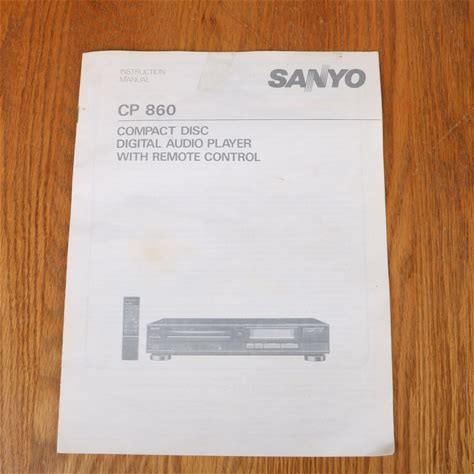 INSTRUCTION
MANUAL
SANYO
CP 860
COMPACT DISC
DIGITAL AUDIO PLAYER
WITH REMOTE CONTROL